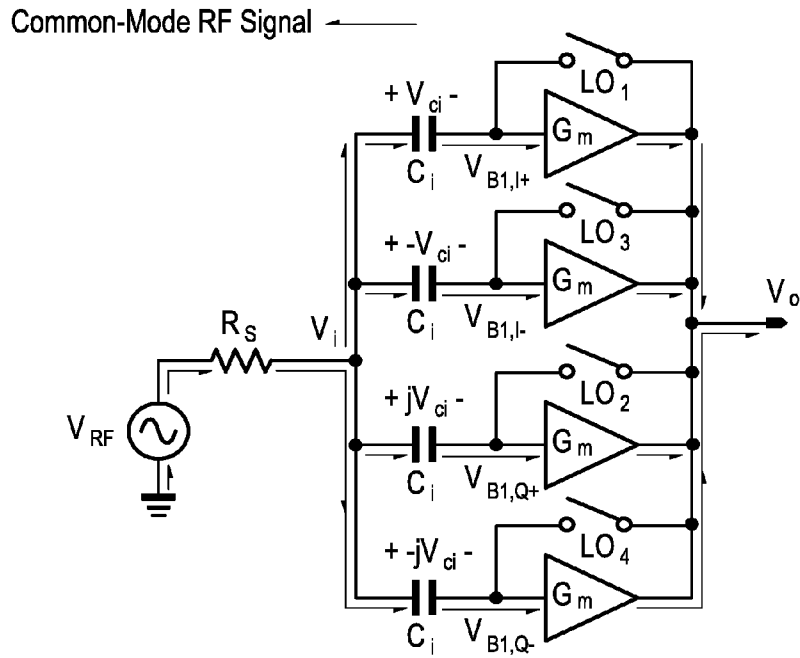 Common-Mode RF Signal
LO1
+ Vci -
Gm
Ci
VB1,I+
LO3
+ -Vci -
Gm
Ci
VB1,I-
Vo
RS
Vi
LO2
+ jVci -
VRF
Gm
Ci
VB1,Q+
LO4
+ -jVci -
Gm
Ci
VB1,Q-